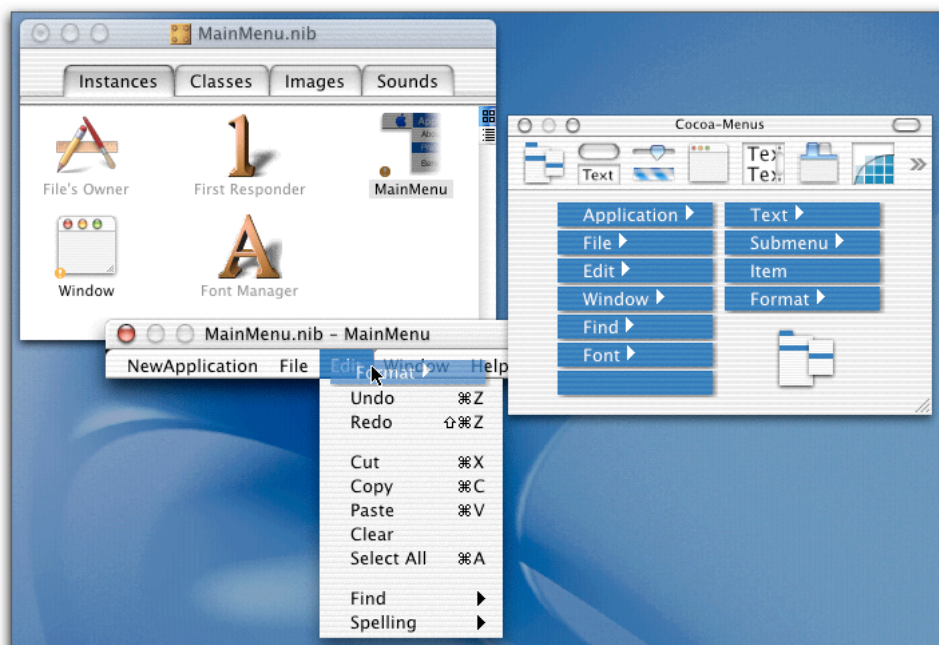 MainMenu.nib
Instances Classes Images Sounds
File's Owner First Responder MainMenu
Window Font Manager
Cocoa-Menus
Text Text Text
Application Text
File Submenu
Edit Item
Window Format
Find
Font
MainMenu.nib – MainMenu
NewApplication File Edit Window Help
Format
Undo ⌘Z
Redo ⇧⌘Z
Cut ⌘X
Copy ⌘C
Paste ⌘V
Clear
Select All ⌘A
Find
Spelling